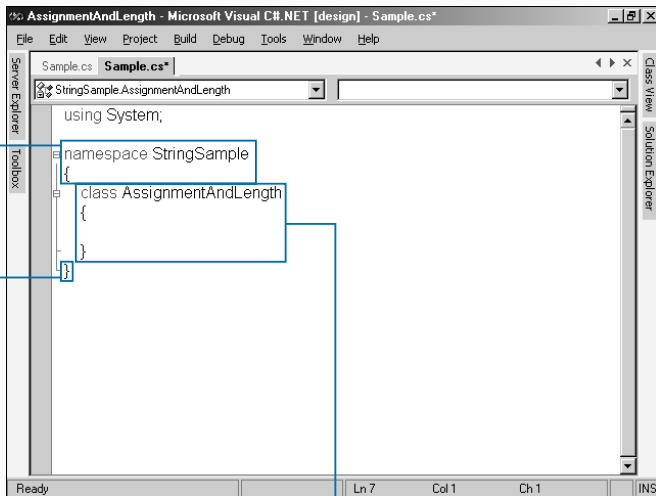 AssignmentAndLength - Microsoft Visual C#.NET [design] - Sample.cs*
File Edit View Project Build Debug Tools Window Help
Sample.cs Sample.cs*
StringSample.AssignmentAndLength
Server Explorer
Toolbox
Class View
Solution Explorer
using System;
namespace StringSample
{
class AssignmentAndLength
{
}
}
Ready Ln 7 Col 1 Ch 1 INS